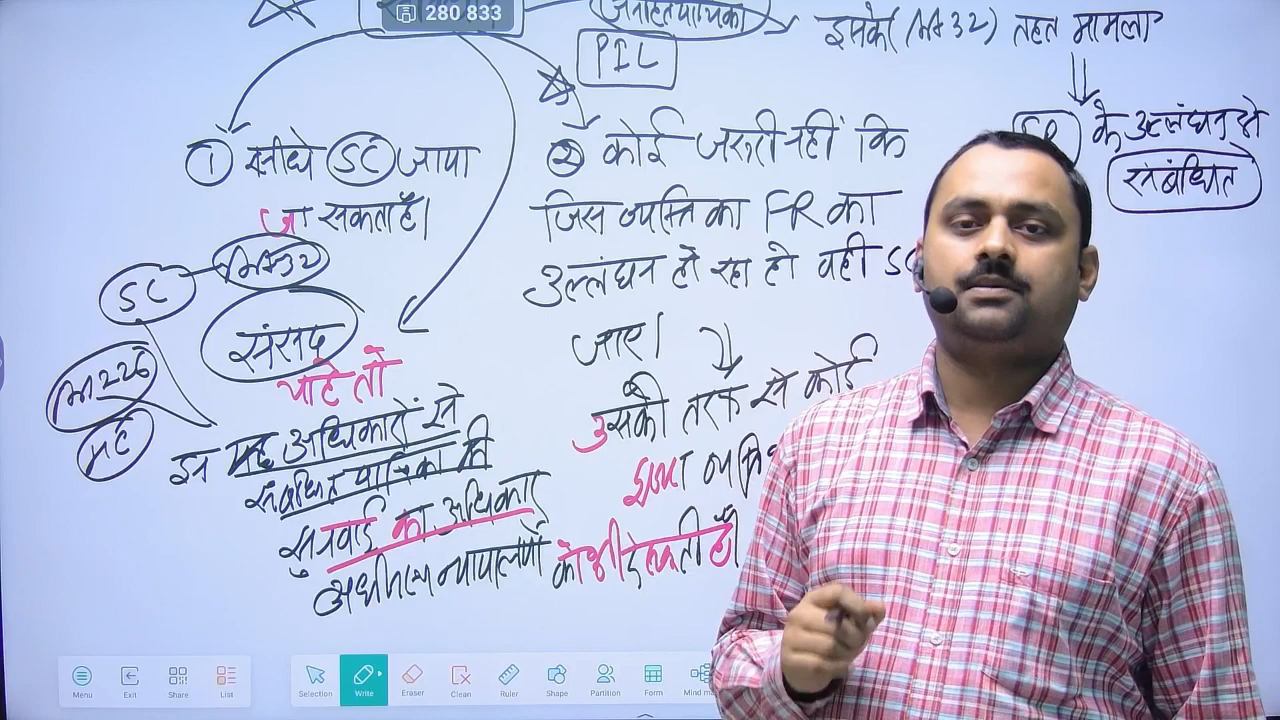 280 833
जनहित याचिका
PIL
इसके (अनु 32) तहत मामला
FR के उल्लंघन से
संबंधित
① सीधे SC जाया
जा सकता है।
SC अनु 32
संसद
चाहे तो
अनु 226
HC
इन अधिकारों से
संबंधित याचिका की
सुनवाई का अधिकार
अधीनस्थ न्यायालयों को भी दे सकती है।
② कोई जरुरी नहीं कि
जिस व्यक्ति का FR का
उल्लंघन हो रहा हो वही SC
जाए।
उसकी तरफ से कोई
दूसरा व्यक्ति
Menu
Exit
Share
List
Selection
Write
Eraser
Clean
Ruler
Shape
Partition
Form
Mind ma